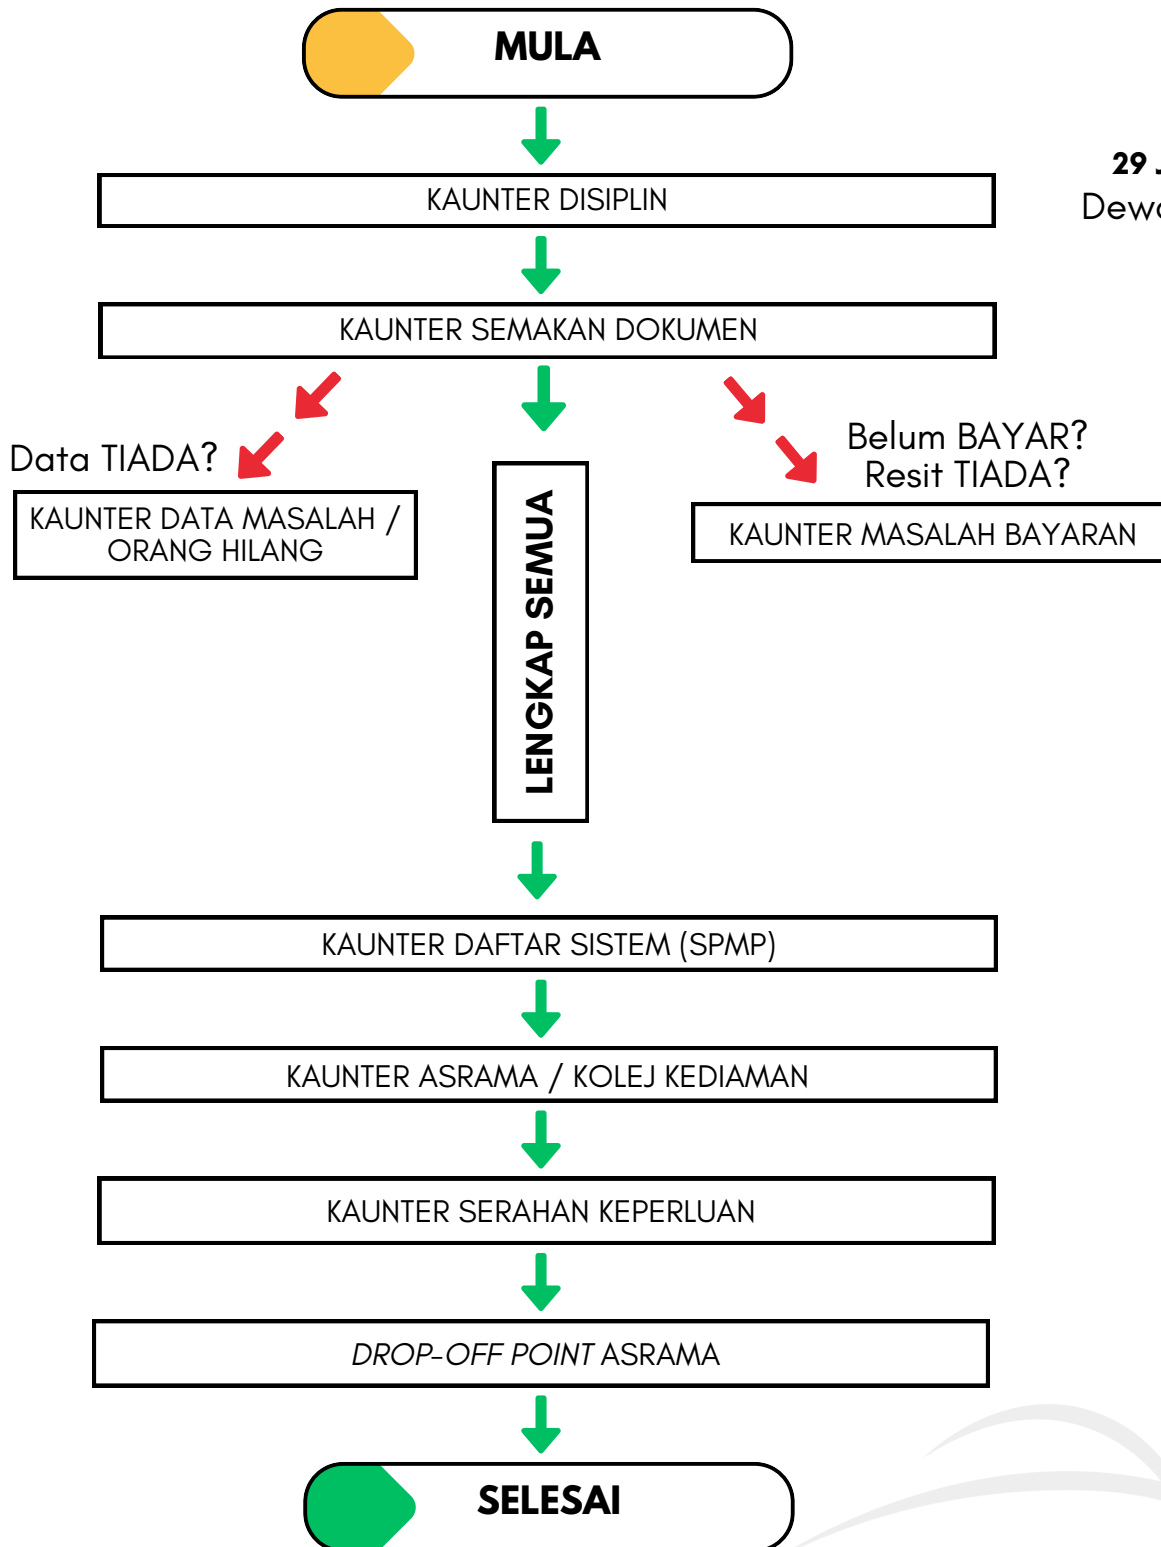 MULA
29
KAUNTER DISIPLIN
KAUNTER SEMAKAN DOKUMEN
Data TIADA?
KAUNTER DATA MASALAH /
ORANG HILANG
LENGKAP SEMUA
Belum BAYAR?
Resit TIADA?
KAUNTER MASALAH BAYARAN
KAUNTER DAFTAR SISTEM (SPMP)
KAUNTER ASRAMA / KOLEJ KEDIAMAN
KAUNTER SERAHAN KEPERLUAN
DROP-OFF POINT ASRAMA
SELESAI